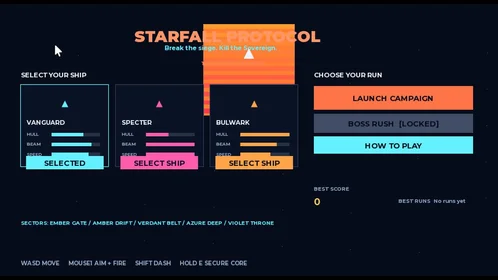 STARFALL PROTOCOL
Break the siege. Kill the Sovereign.
SELECT YOUR SHIP
VANGUARD
HULL
BEAM
SPEED
SELECTED
SPECTER
HULL
BEAM
SPEED
SELECT SHIP
BULWARK
HULL
BEAM
SPEED
SELECT SHIP
CHOOSE YOUR RUN
LAUNCH CAMPAIGN
BOSS RUSH [LOCKED]
HOW TO PLAY
BEST SCORE
0
BEST RUNS No runs yet
SECTORS: EMBER GATE / AMBER DRIFT / VERDANT BELT / AZURE DEEP / VIOLET THRONE
WASD MOVE MOUSE1 AIM + FIRE SHIFT DASH HOLD E SECURE CORE